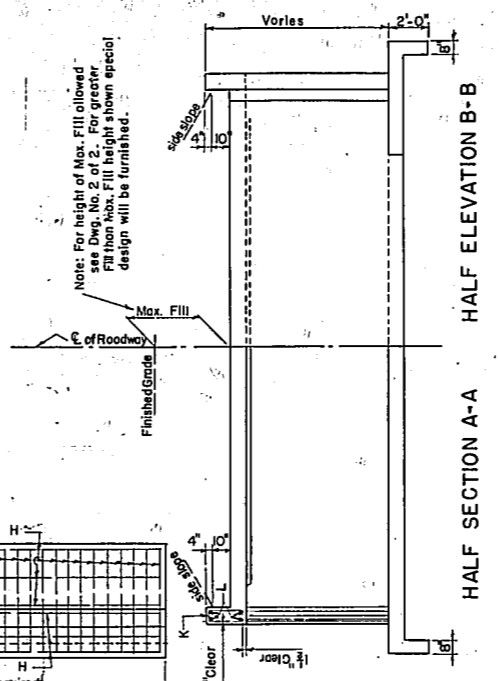 Note: For height of Max. Fill allowed
see Dwg. No. 2 of 2. For greater
Fill than Max. Fill height shown special
design will be furnished.
Varies
2'-0"
8"
side slope
4"
10"
Max. Fill
℄ of Roadway
Finished Grade
HALF ELEVATION B-B
HALF SECTION A-A
H
H
4"
10"
side slope
K
L
"Clear
1½" Clear
8"